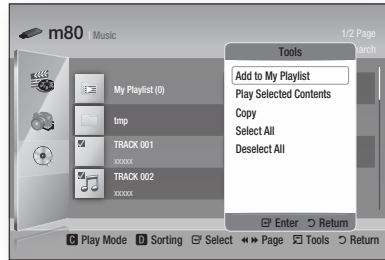 m80 | Music
1/2 Page
earch
My Playlist (0)
tmp
TRACK 001
xxxxx
TRACK 002
xxxxx
Tools
Add to My Playlist
Play Selected Contents
Copy
Select All
Deselect All
Enter Return
C Play Mode D Sorting Select Page Tools Return